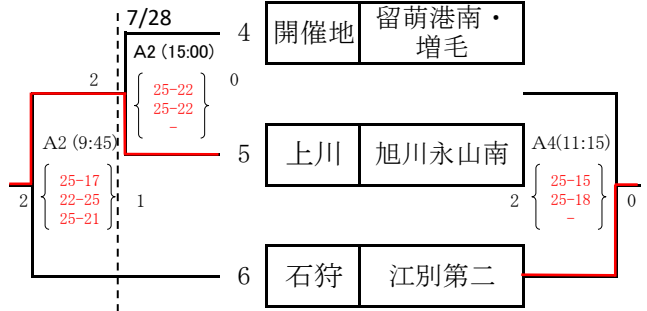 7/28
4 開催地 留萌港南・
増毛
A2 (15:00)
2 0
25-22
25-22
-
A2 (9:45)
5 上川 旭川永山南
A4(11:15)
25-17
22-25
25-21
2 1
25-15
25-18
-
2 0
6 石狩 江別第二